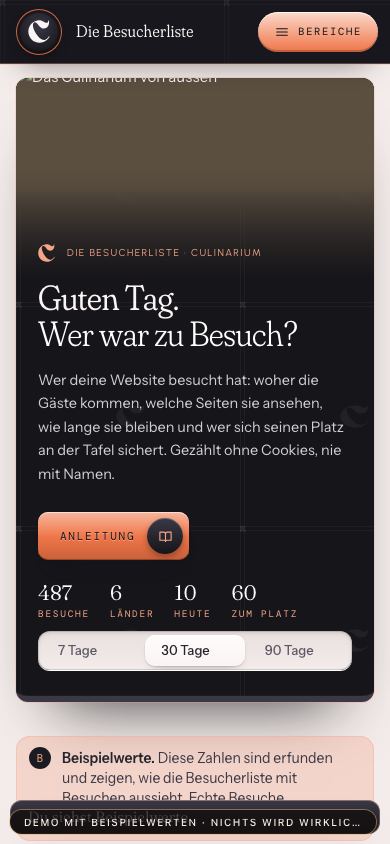 Die Besucherliste
BEREICHE
Das Culinarium von außen
DIE BESUCHERLISTE · CULINARIUM
Guten Tag.
Wer war zu Besuch?
Wer deine Website besucht hat: woher die
Gäste kommen, welche Seiten sie ansehen,
wie lange sie bleiben und wer sich seinen Platz
an der Tafel sichert. Gezählt ohne Cookies, nie
mit Namen.
ANLEITUNG
487 6 10 60
BESUCHE LÄNDER HEUTE ZUM PLATZ
7 Tage 30 Tage 90 Tage
B Beispielwerte. Diese Zahlen sind erfunden
und zeigen, wie die Besucherliste mit
Besuchen aussieht. Echte Besuche
Du siehst Beispielwerte
DEMO MIT BEISPIELWERTEN · NICHTS WIRD WIRKLIC…